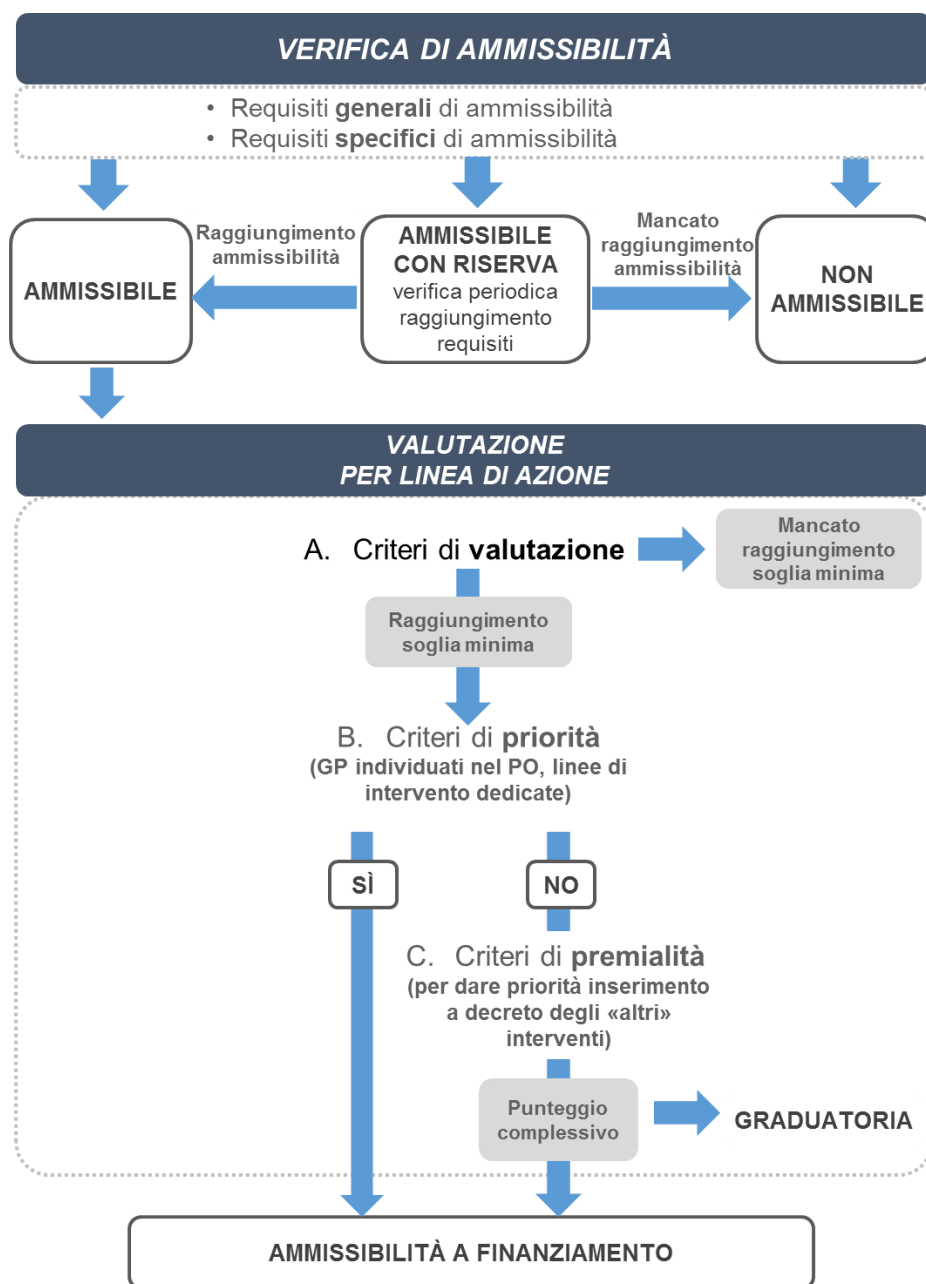 VERIFICA DI AMMISSIBILITÀ
• Requisiti generali di ammissibilità
• Requisiti specifici di ammissibilità
AMMISSIBILE
Raggiungimento
ammissibilità
AMMISSIBILE
CON RISERVA
verifica periodica
raggiungimento
requisiti
Mancato
raggiungimento
ammissibilità
NON
AMMISSIBILE
VALUTAZIONE
PER LINEA DI AZIONE
A. Criteri di valutazione
Mancato
raggiungimento
soglia minima
Raggiungimento
soglia minima
B. Criteri di priorità
(GP individuati nel PO, linee di
intervento dedicate)
SÌ
NO
C. Criteri di premialità
(per dare priorità inserimento
a decreto degli «altri»
interventi)
Punteggio
complessivo
GRADUATORIA
AMMISSIBILITÀ A FINANZIAMENTO